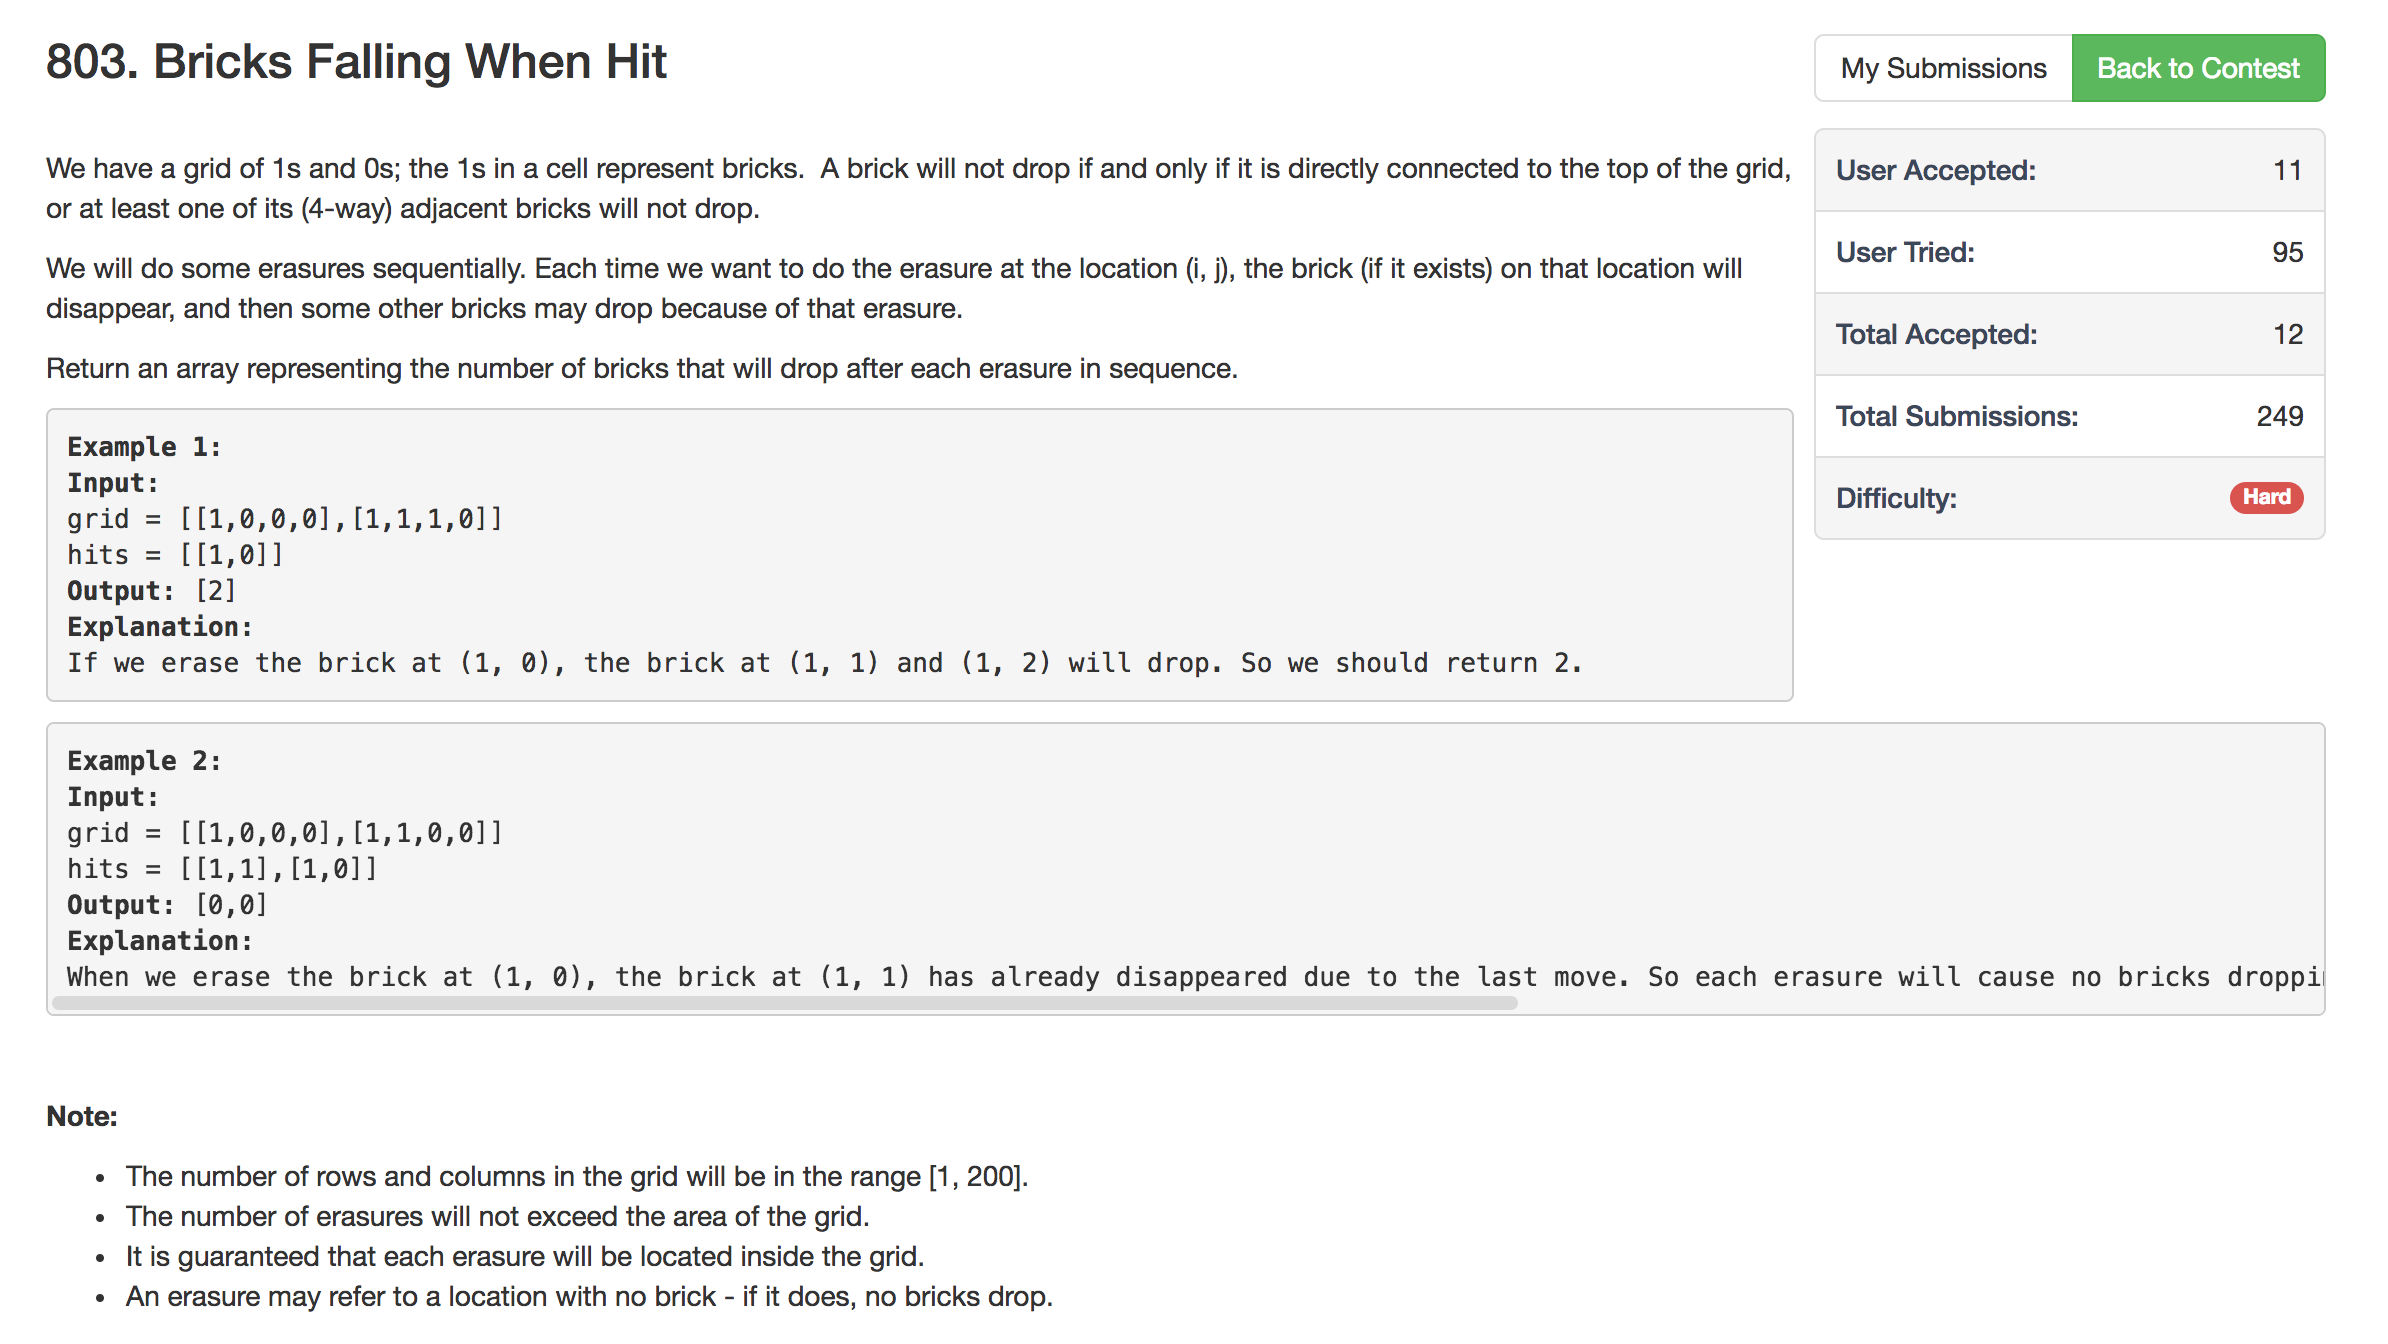 803. Bricks Falling When Hit
My Submissions
Back to Contest
We have a grid of 1s and 0s; the 1s in a cell represent bricks.  A brick will not drop if and only if it is directly connected to the top of the grid,
or at least one of its (4-way) adjacent bricks will not drop.
We will do some erasures sequentially. Each time we want to do the erasure at the location (i, j), the brick (if it exists) on that location will
disappear, and then some other bricks may drop because of that erasure.
Return an array representing the number of bricks that will drop after each erasure in sequence.
User Accepted: 11
User Tried: 95
Total Accepted: 12
Total Submissions: 249
Difficulty: Hard
Example 1:
Input:
grid = [[1,0,0,0],[1,1,1,0]]
hits = [[1,0]]
Output: [2]
Explanation:
If we erase the brick at (1, 0), the brick at (1, 1) and (1, 2) will drop. So we should return 2.
Example 2:
Input:
grid = [[1,0,0,0],[1,1,0,0]]
hits = [[1,1],[1,0]]
Output: [0,0]
Explanation:
When we erase the brick at (1, 0), the brick at (1, 1) has already disappeared due to the last move. So each erasure will cause no bricks droppi
Note:
• The number of rows and columns in the grid will be in the range [1, 200].
• The number of erasures will not exceed the area of the grid.
• It is guaranteed that each erasure will be located inside the grid.
• An erasure may refer to a location with no brick - if it does, no bricks drop.